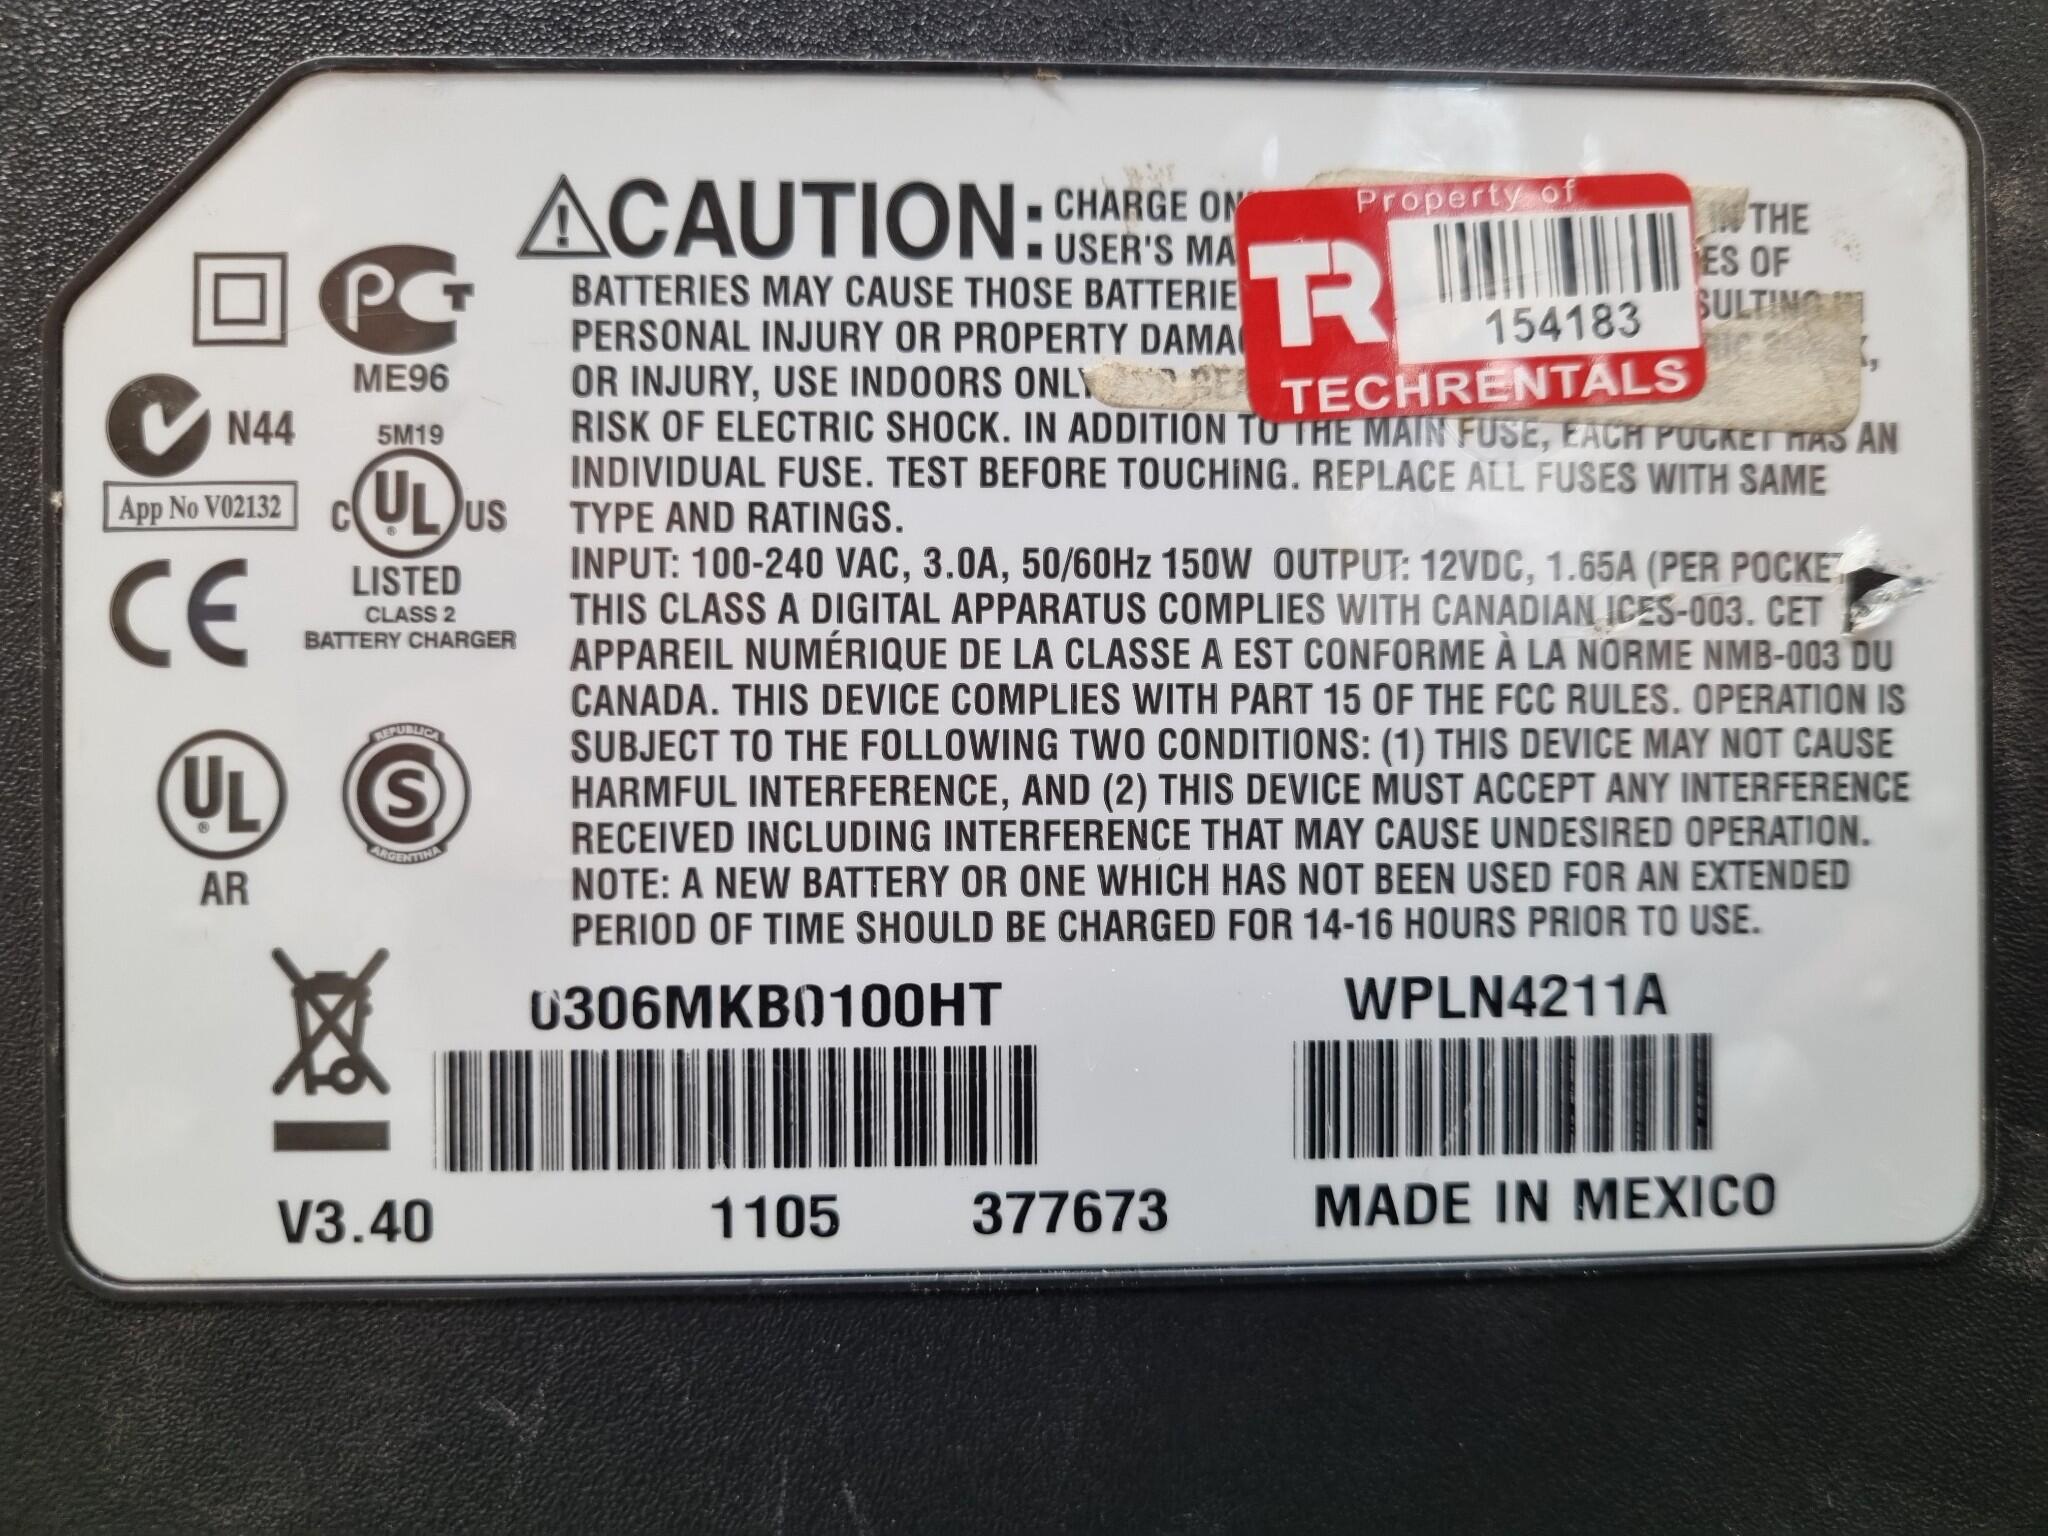 CAUTION: CHARGE IN THE
USER'S OF
BATTERIES MAY CAUSE THOSE
PERSONAL INJURY OR PROPERTY
OR INJURY, USE INDOORS ONLY
RISK OF ELECTRIC SHOCK. IN ADDITION TO THE MAIN FUSE, EACH POCKET HAS AN
INDIVIDUAL FUSE. TEST BEFORE TOUCHING. REPLACE ALL FUSES WITH SAME
TYPE AND RATINGS.
INPUT: 100-240 VAC, 3.0A, 50/60Hz 150W OUTPUT: 12VDC, 1.65A (PER POCKET
THIS CLASS A DIGITAL APPARATUS COMPLIES WITH CANADIAN ICES-003. CET
APPAREIL NUMÉRIQUE DE LA CLASSE A EST CONFORME À LA NORME NMB-003 DU
CANADA. THIS DEVICE COMPLIES WITH PART 15 OF THE FCC RULES. OPERATION IS
SUBJECT TO THE FOLLOWING TWO CONDITIONS: (1) THIS DEVICE MAY NOT CAUSE
HARMFUL INTERFERENCE, AND (2) THIS DEVICE MUST ACCEPT ANY INTERFERENCE
RECEIVED INCLUDING INTERFERENCE THAT MAY CAUSE UNDESIRED OPERATION.
NOTE: A NEW BATTERY OR ONE WHICH HAS NOT BEEN USED FOR AN EXTENDED
PERIOD OF TIME SHOULD BE CHARGED FOR 14-16 HOURS PRIOR TO USE.
Property of
TR
154183
TECHRENTALS
PCT
ME96
N44
App No V02132
5M19
C UL® US
LISTED
CLASS 2
BATTERY CHARGER
CE
UL®
AR
REPUBLICA
S
ARGENTINA
0306MKB0100HT
WPLN4211A
V3.40
1105
377673
MADE IN MEXICO